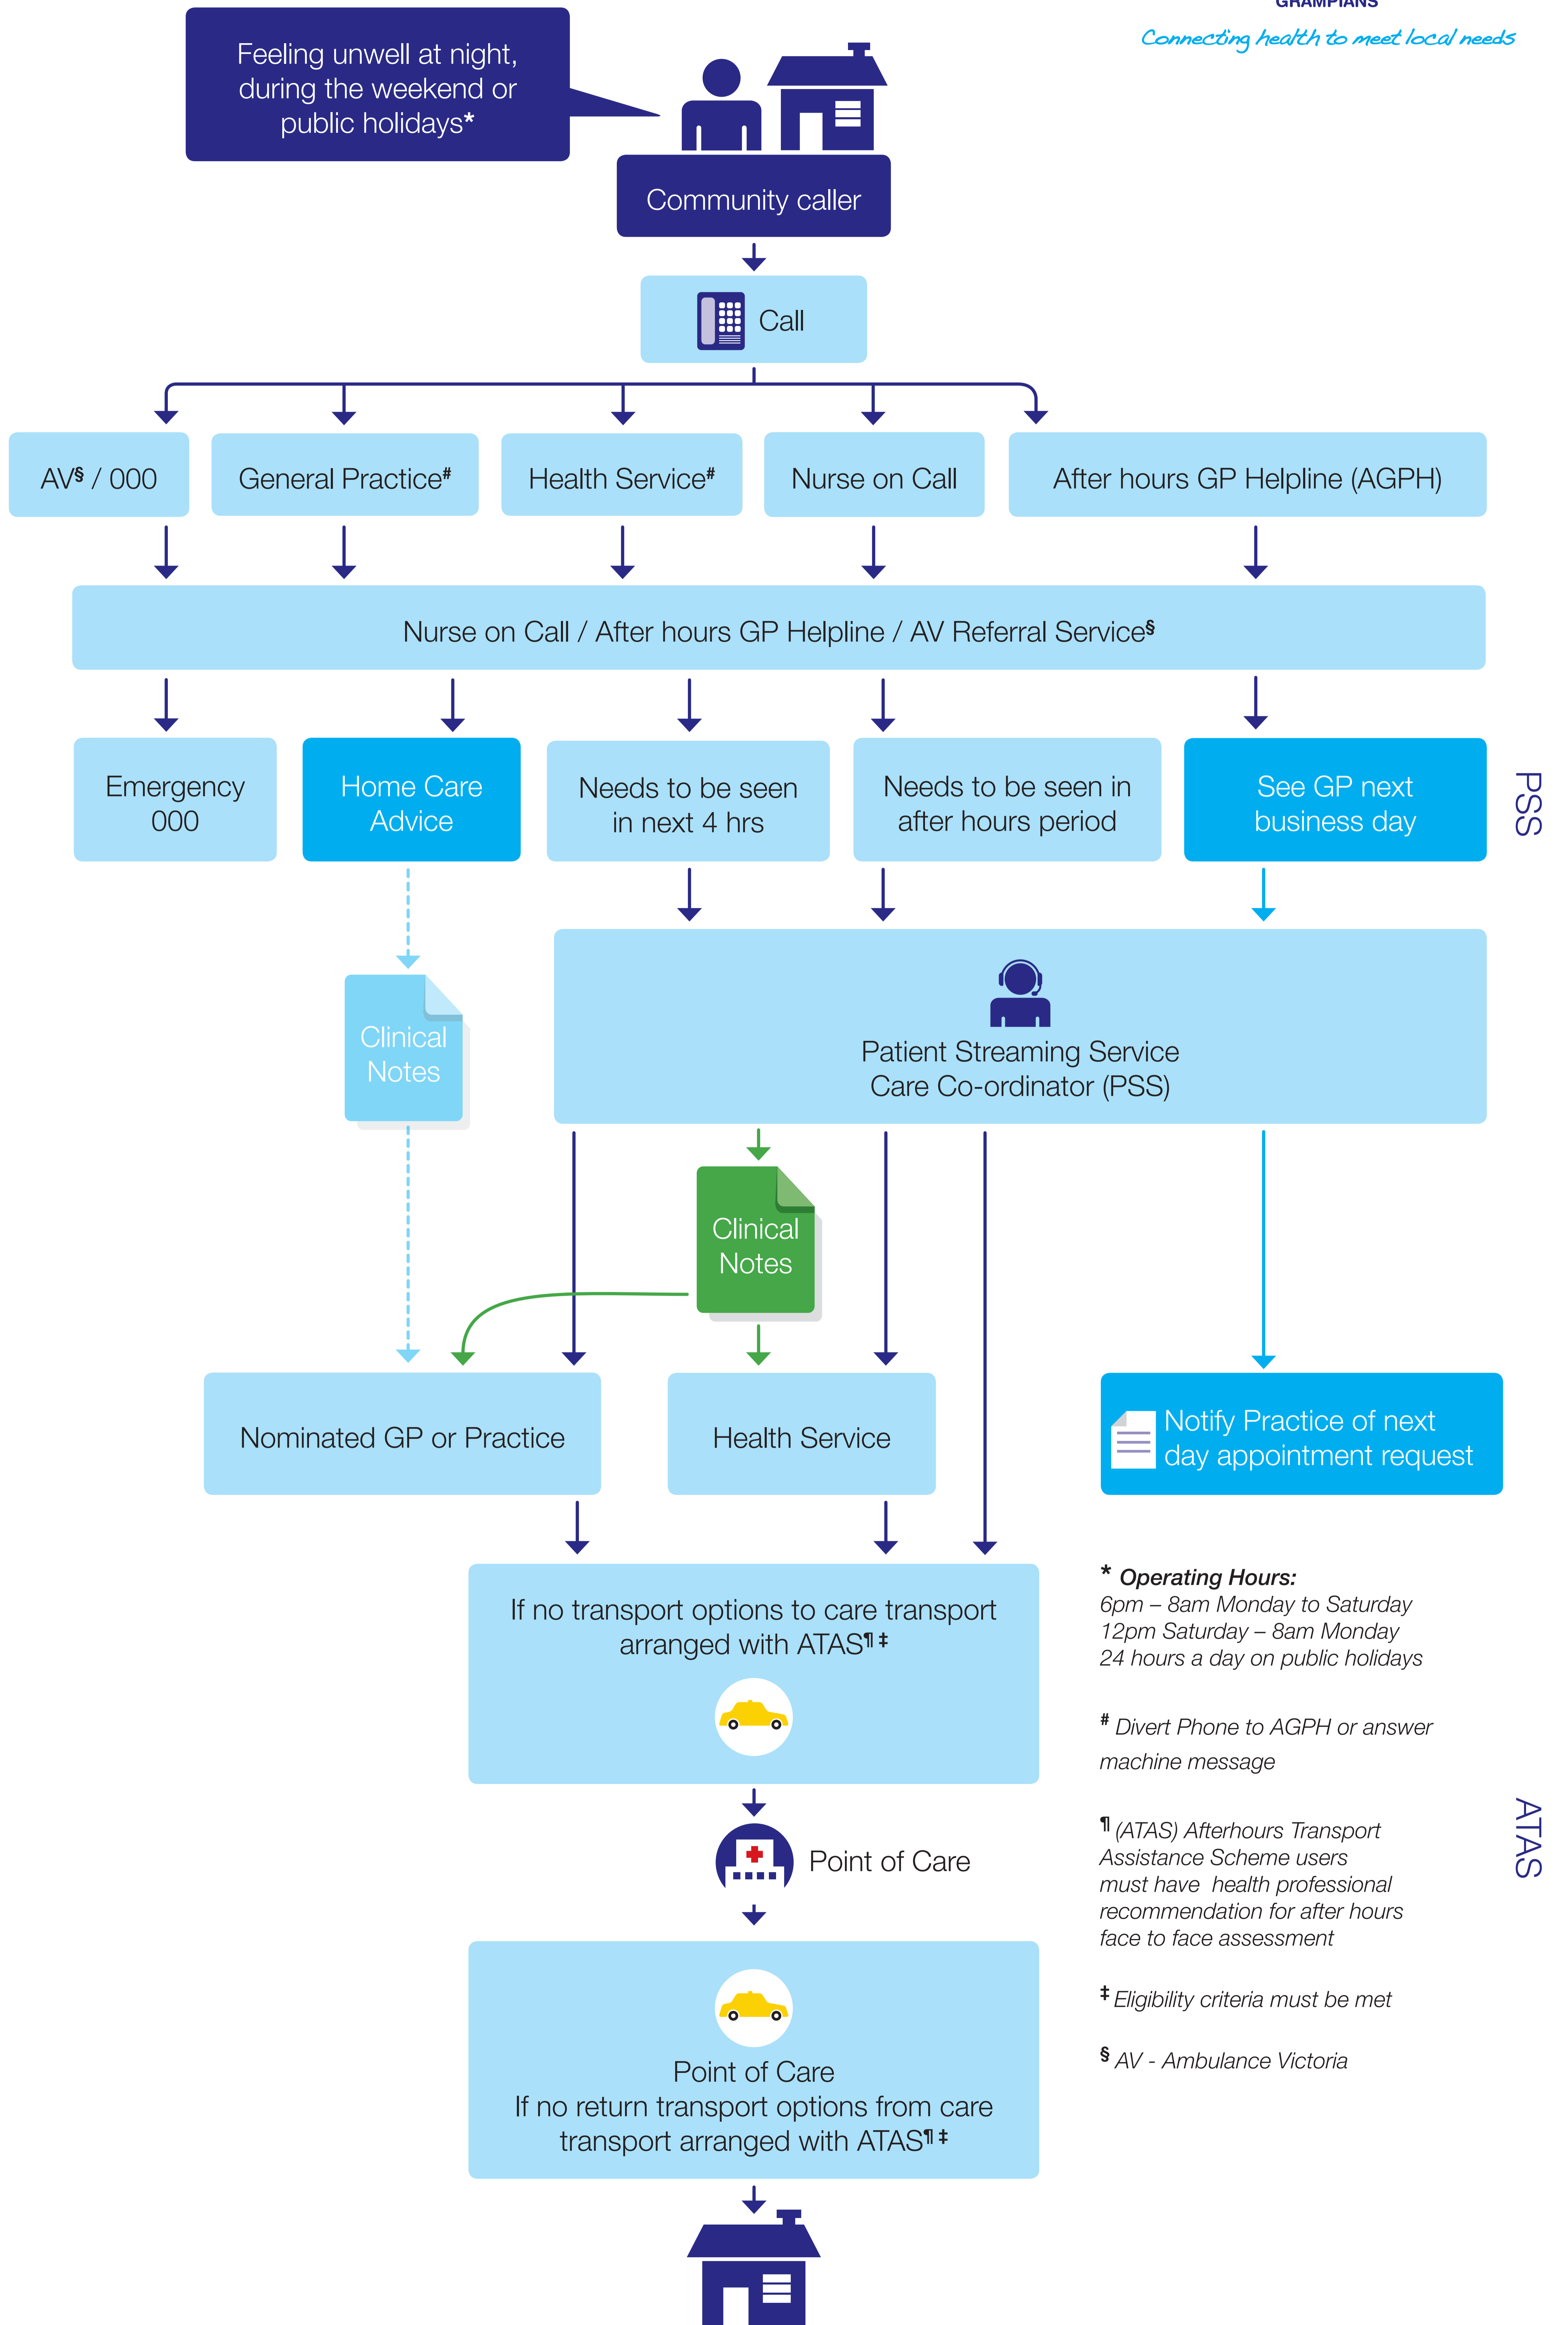 GRAMPIANS
Connecting health to meet local needs
Feeling unwell at night,
during the weekend or
public holidays*
Community caller
Call
AV§ / 000
General Practice#
Health Service#
Nurse on Call
After hours GP Helpline (AGPH)
Nurse on Call / After hours GP Helpline / AV Referral Service§
Emergency
000
Home Care
Advice
Needs to be seen
in next 4 hrs
Needs to be seen in
after hours period
See GP next
business day
PSS
Patient Streaming Service
Care Co-ordinator (PSS)
Clinical
Notes
Clinical
Notes
Nominated GP or Practice
Health Service
Notify Practice of next
day appointment request
If no transport options to care transport
arranged with ATAS¶ ‡
Point of Care
Point of Care
If no return transport options from care
transport arranged with ATAS¶ ‡
* Operating Hours:
6pm – 8am Monday to Saturday
12pm Saturday – 8am Monday
24 hours a day on public holidays
# Divert Phone to AGPH or answer
machine message
¶ (ATAS) Afterhours Transport
Assistance Scheme users
must have health professional
recommendation for after hours
face to face assessment
‡ Eligibility criteria must be met
§ AV - Ambulance Victoria
ATAS